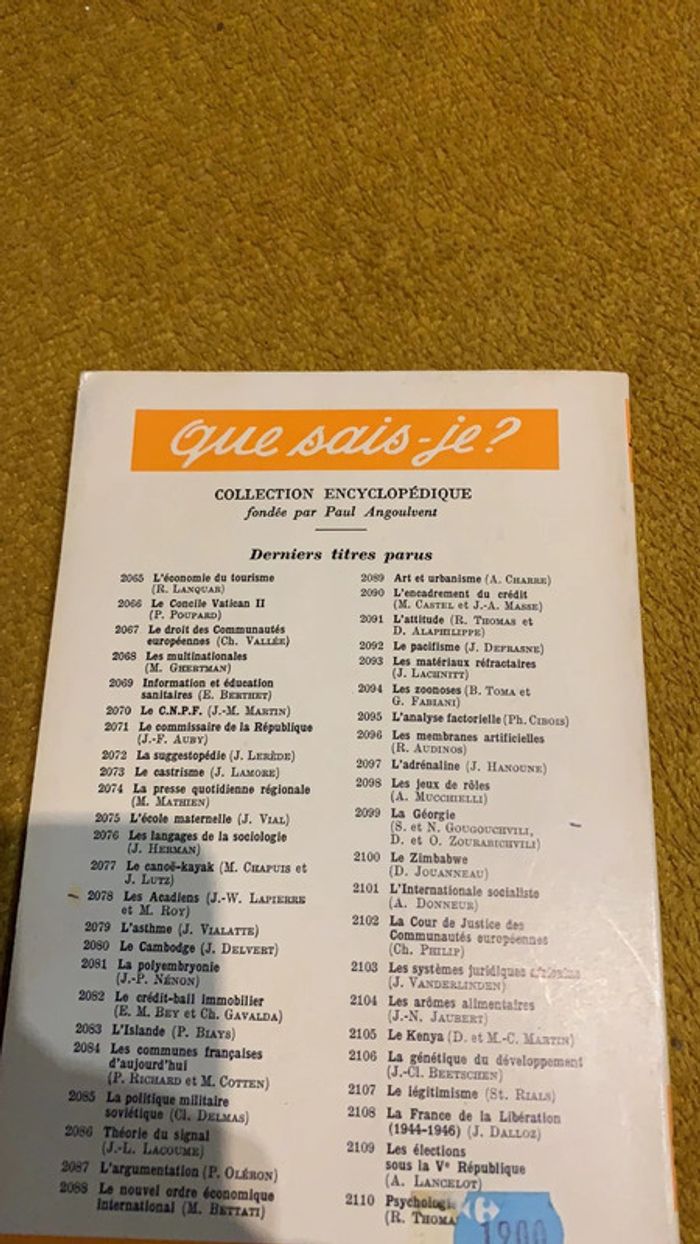 que sais-je?
COLLECTION ENCYCLOPÉDIQUE
fondée par Paul Angoulvent
Derniers titres parus
2065 L'économie du tourisme
(R. LANQUAR)
2066 Le Concile Vatican II
(P. POUPARD)
2067 Le droit des Communautés
européennes (Ch. VALLÉE)
2068 Les multinationales
(M. GHERTMAN)
2069 Information et éducation
sanitaires (E. BERTHET)
2070 Le C.N.P.F. (J.-M. MARTIN)
2071 Le commissaire de la République
(J.-F. AUBY)
2072 La suggestopédie (J. LERÈDE)
2073 Le castrisme (J. LAMORE)
2074 La presse quotidienne régionale
(M. MATHIEN)
2075 L'école maternelle (J. VIAL)
2076 Les langages de la sociologie
(J. HERMAN)
2077 Le canoë-kayak (M. CHAPUIS et
J. LUTZ)
2078 Les Acadiens (J.-W. LAPIERRE
et M. ROY)
2079 L'asthme (J. VIALATTE)
2080 Le Cambodge (J. DELVERT)
2081 La polyembryonie
(J.-P. NÉNON)
2082 Le crédit-bail immobilier
(E. M. BEY et Ch. GAVALDA)
2083 L'Islande (P. BIAYS)
2084 Les communes françaises
d'aujourd'hui
(P. RICHARD et M. COTTEN)
2085 La politique militaire
soviétique (Cl. DELMAS)
2086 Théorie du signal
(J.-L. LACOUME)
2087 L'argumentation (P. OLÉRON)
2088 Le nouvel ordre économique
international (M. BETTATI)
2089 Art et urbanisme (A. CHARRE)
2090 L'encadrement du crédit
(M. CASTEL et J.-A. MASSE)
2091 L'attitude (R. THOMAS et
D. ALAPHILIPPE)
2092 Le pacifisme (J. DEFRASNE)
2093 Les matériaux réfractaires
(J. LACHNITT)
2094 Les zoonoses (B. TOMA et
G. FABIANI)
2095 L'analyse factorielle (Ph. CIBOIS)
2096 Les membranes artificielles
(R. AUDINOS)
2097 L'adrénaline (J. HANOUNE)
2098 Les jeux de rôles
(A. MUCCHIELLI)
2099 La Géorgie
(S. et N. GOUGOUCHVILI,
D. et O. ZOURABICHVILI)
2100 Le Zimbabwe
(D. JOUANNEAU)
2101 L'Internationale socialiste
(A. DONNEUR)
2102 La Cour de Justice des
Communautés européennes
(Ch. PHILIP)
2103 Les systèmes juridiques africains
(J. VANDERLINDEN)
2104 Les arômes alimentaires
(J.-N. JAUBERT)
2105 Le Kenya (D. et M.-C. MARTIN)
2106 La génétique du développement
(J.-Cl. BEETSCHEN)
2107 Le légitimisme (St. RIALS)
2108 La France de la Libération
(1944-1946) (J. DALLOZ)
2109 Les élections
sous la Ve République
(A. LANCELOT)
2110
(R.
1900